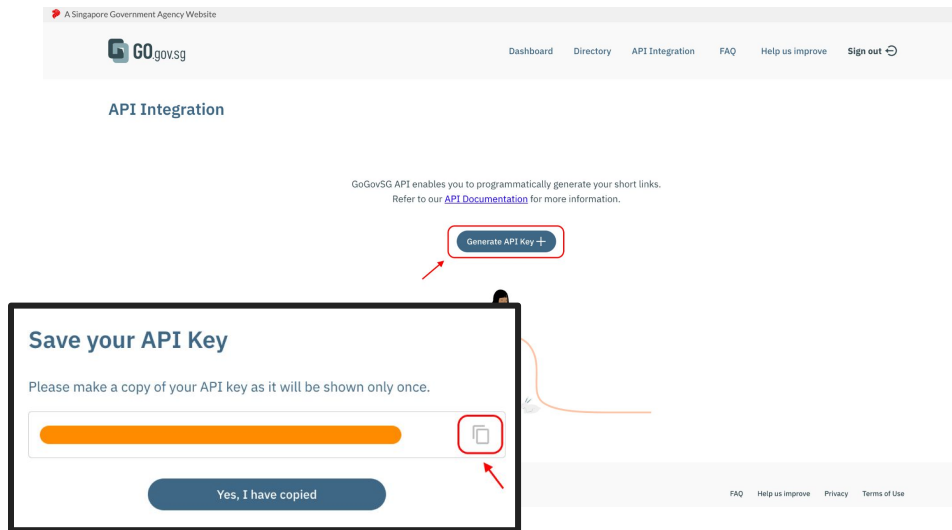 A Singapore Government Agency Website
GO.gov.sg
Dashboard Directory API Integration FAQ Help us improve Sign out
API Integration
GoGovSG API enables you to programmatically generate your short links.
Refer to our API Documentation for more information.
Generate API Key
Save your API Key
Please make a copy of your API key as it will be shown only once.
Yes, I have copied
FAQ Help us improve Privacy Terms of Use